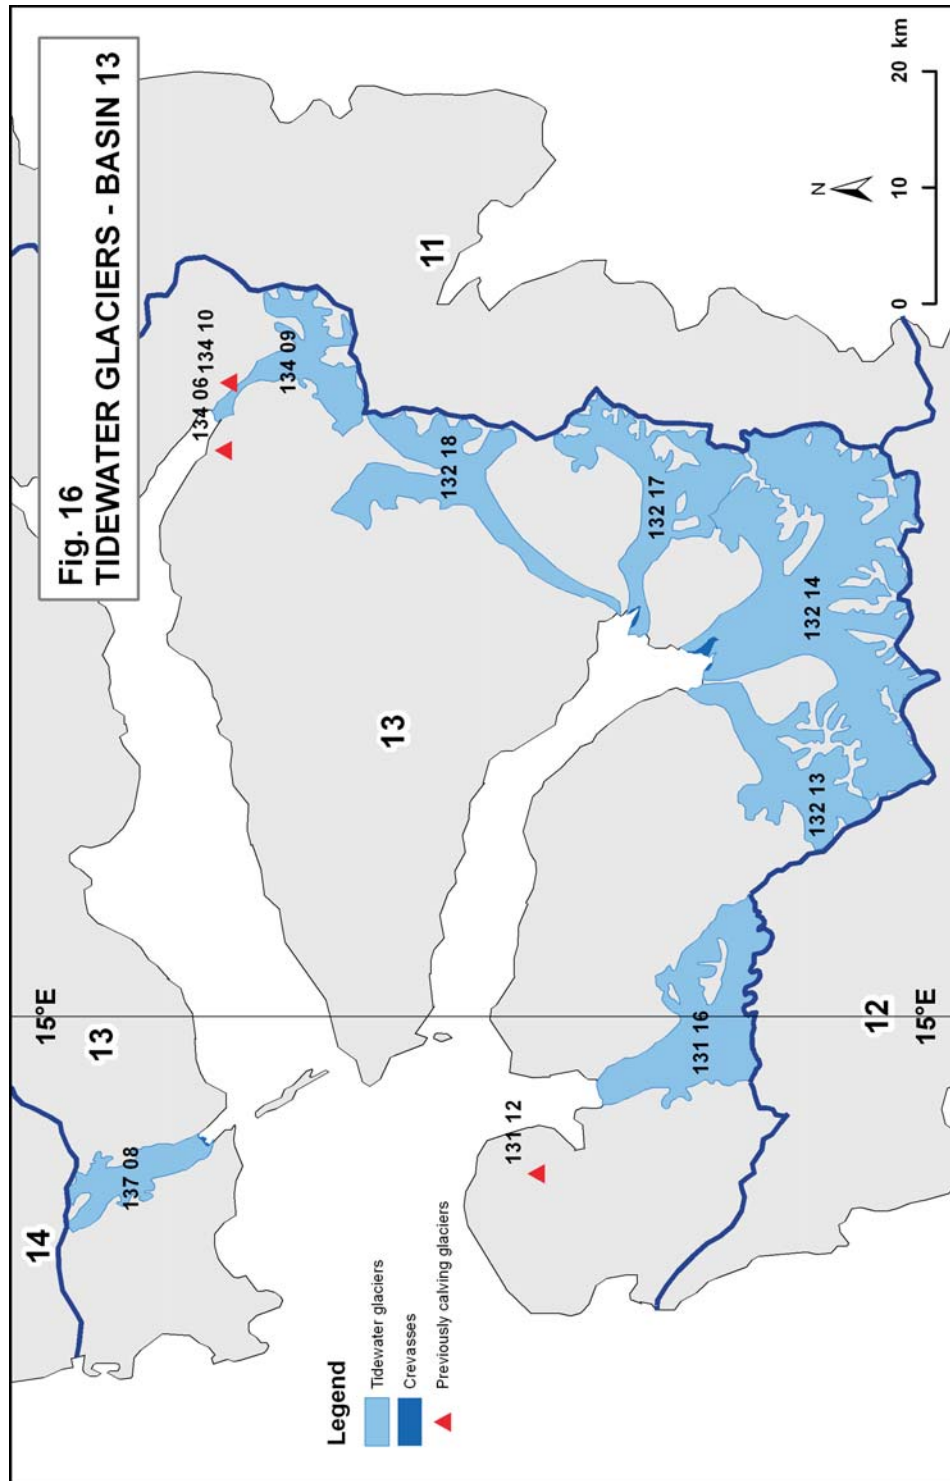 Fig. 16
TIDEWATER GLACIERS - BASIN 13
14
15°E
13
137 08
134 06
134 10
134 09
11
13
132 18
131 12
132 17
131 16
132 13
132 14
12
15°E
Legend
Tidewater glaciers
Crevasses
Previously calving glaciers
N
0
10
20 km